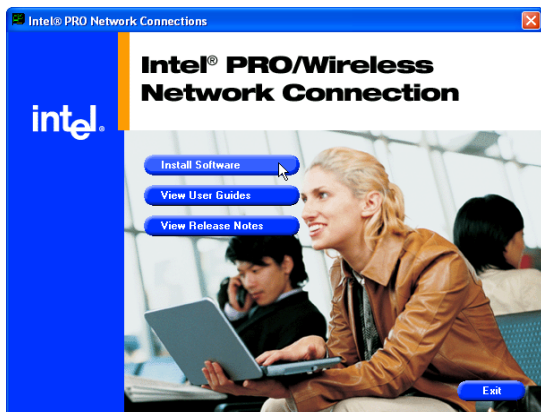 Intel® PRO Network Connections
Intel® PRO/Wireless
Network Connection
intel®
Install Software
View User Guides
View Release Notes
Exit